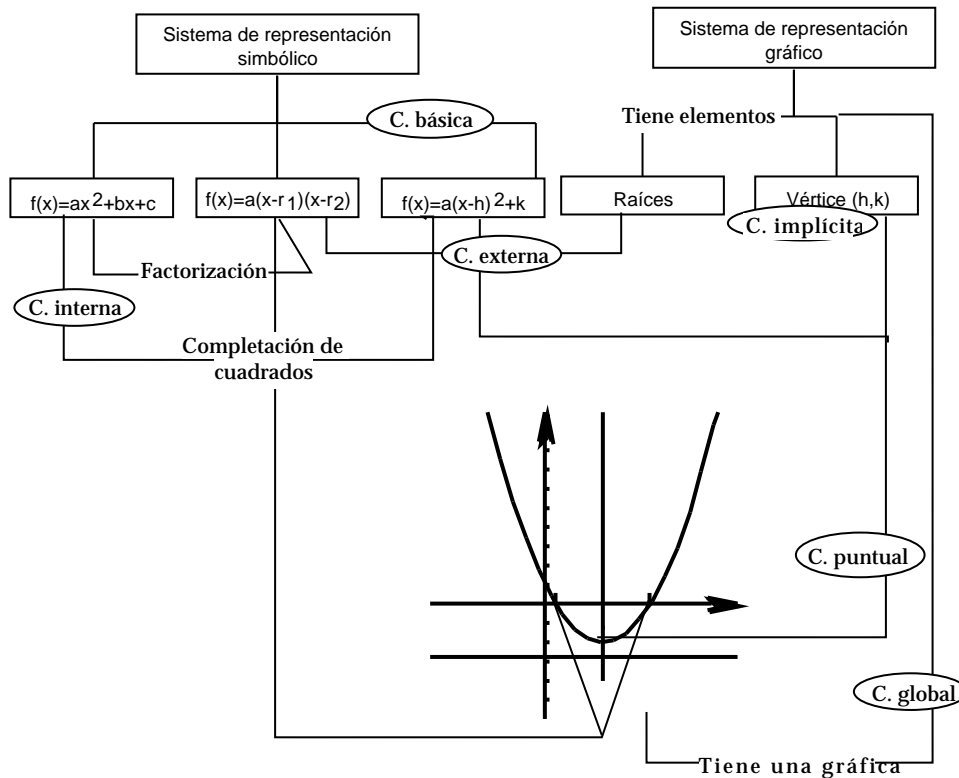 Sistema de representación
simbólico
Sistema de representación
gráfico
C. básica
Tiene elementos
f(x)=ax²+bx+c
f(x)=a(x-r₁)(x-r₂)
f(x)=a(x-h)²+k
Raíces
Vértice (h,k)
C. implícita
C. externa
Factorización
C. interna
Completación de
cuadrados
C. puntual
C. global
Tiene una gráfica